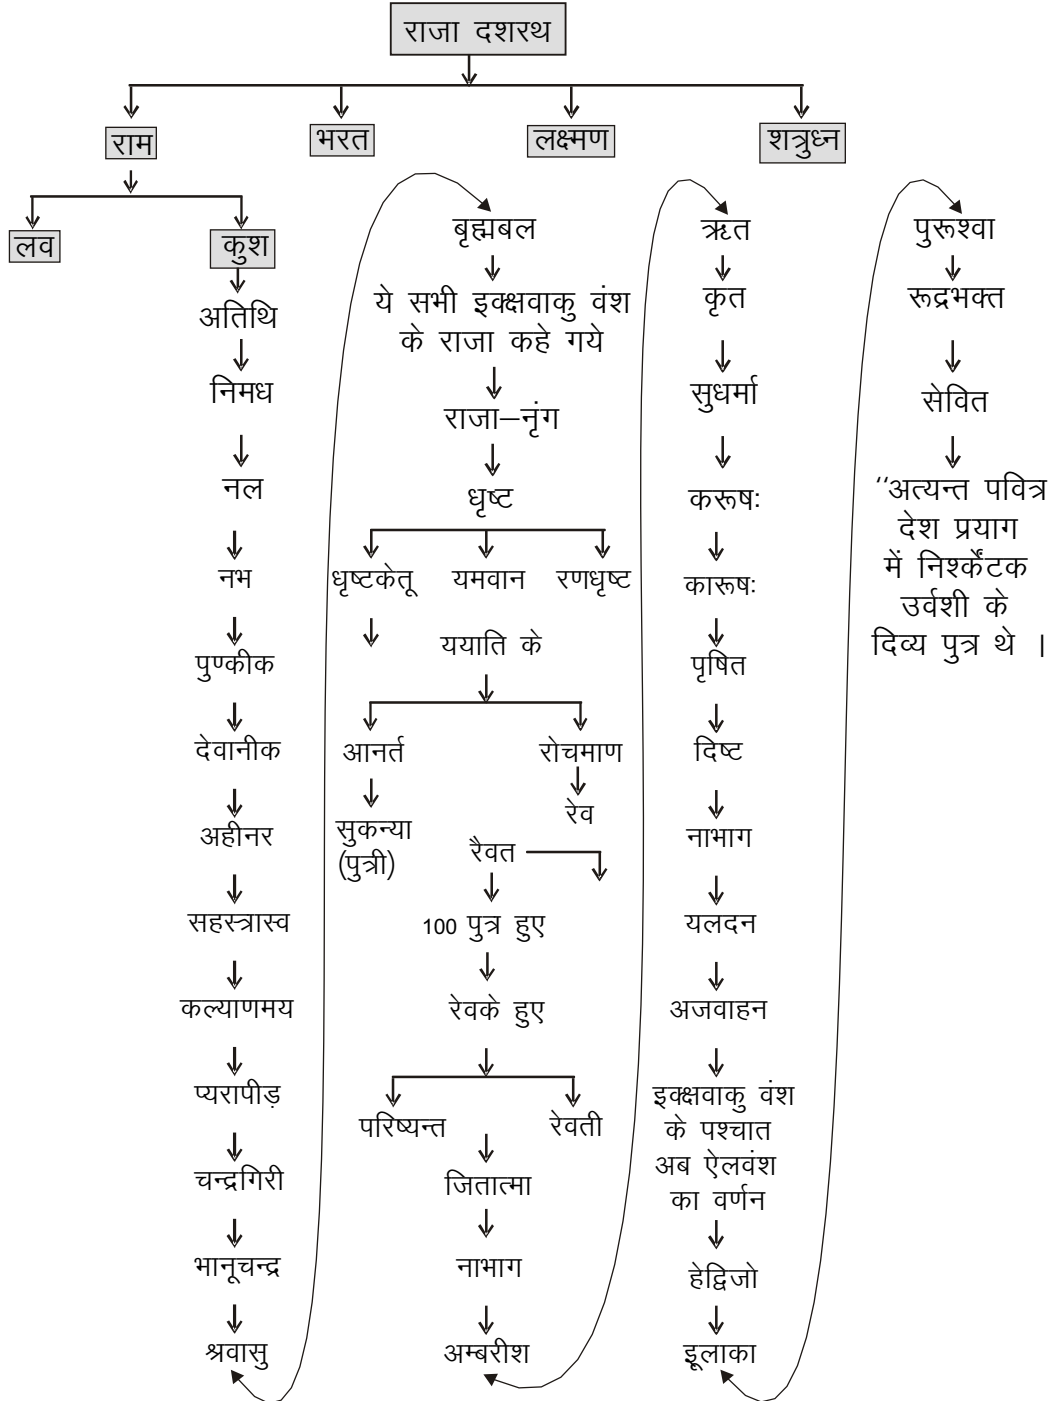 राजा दशरथ
राम
भरत
लक्ष्मण
शत्रुध्न
लव
कुश
अतिथि
निमध
नल
नभ
पुण्कीक
देवानीक
अहीनर
सहस्त्रास्व
कल्याणमय
प्यरापीड़
चन्द्रगिरी
भानूचन्द्र
श्रवासु
बृह्मबल
ये सभी इक्क्षवाकु वंश
के राजा कहे गये
राजा–नृंग
धृष्ट
धृष्टकेतू
यमवान
रणधृष्ट
ययाति के
आनर्त
रोचमाण
सुकन्या
(पुत्री)
रेव
रैवत
100 पुत्र हुए
रेवके हुए
परिष्यन्त
रेवती
जितात्मा
नाभाग
अम्बरीश
ऋत
कृत
सुधर्मा
करूषः
कारूषः
पृषित
दिष्ट
नाभाग
यलदन
अजवाहन
इक्क्षवाकु वंश
के पश्चात
अब ऐलवंश
का वर्णन
हेद्विजो
इूलाका
पुरूश्वा
रूद्रभक्त
सेवित
‘‘अत्यन्त पवित्र
देश प्रयाग
में निर्श्केंटक
उर्वशी के
दिव्य पुत्र थे ।